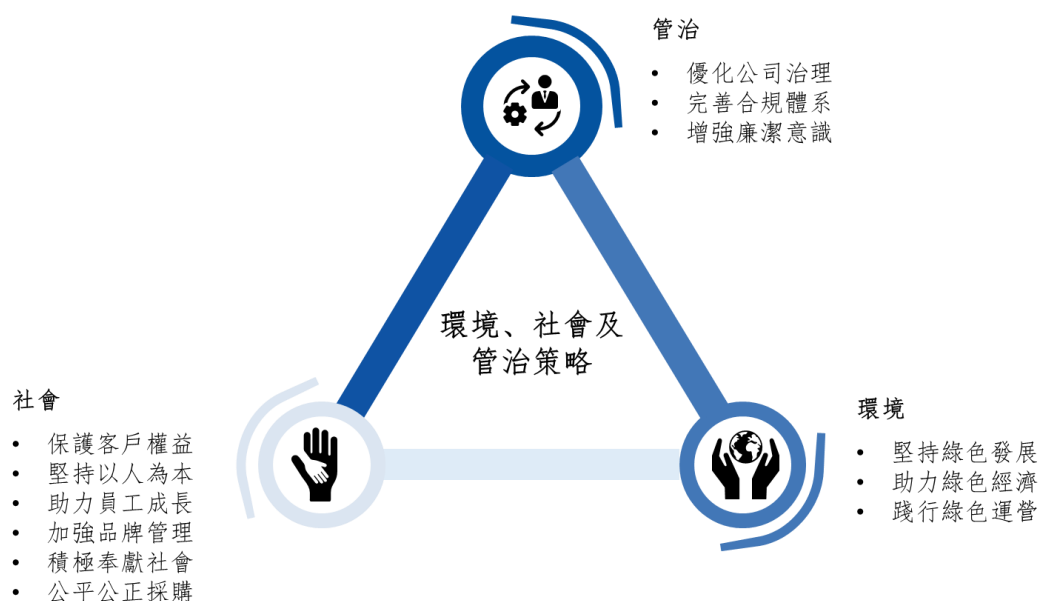 管治
• 優化公司治理
• 完善合規體系
• 增強廉潔意識
環境、社會及
管治策略
社會
• 保護客戶權益
• 堅持以人為本
• 助力員工成長
• 加強品牌管理
• 積極奉獻社會
• 公平公正採購
環境
• 堅持綠色發展
• 助力綠色經濟
• 踐行綠色運營